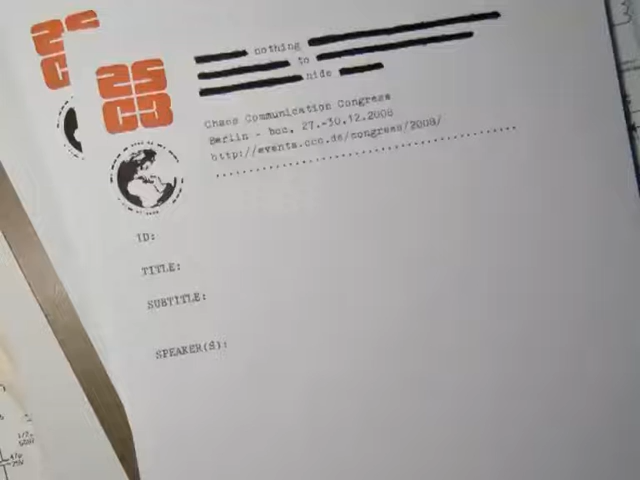 25
C3
nothing
to
hide
Chaos Communication Congress
Berlin - bcc, 27.-30.12.2008
http://events.ccc.de/congress/2008/
ID:
TITLE:
SUBTITLE:
SPEAKER(S):